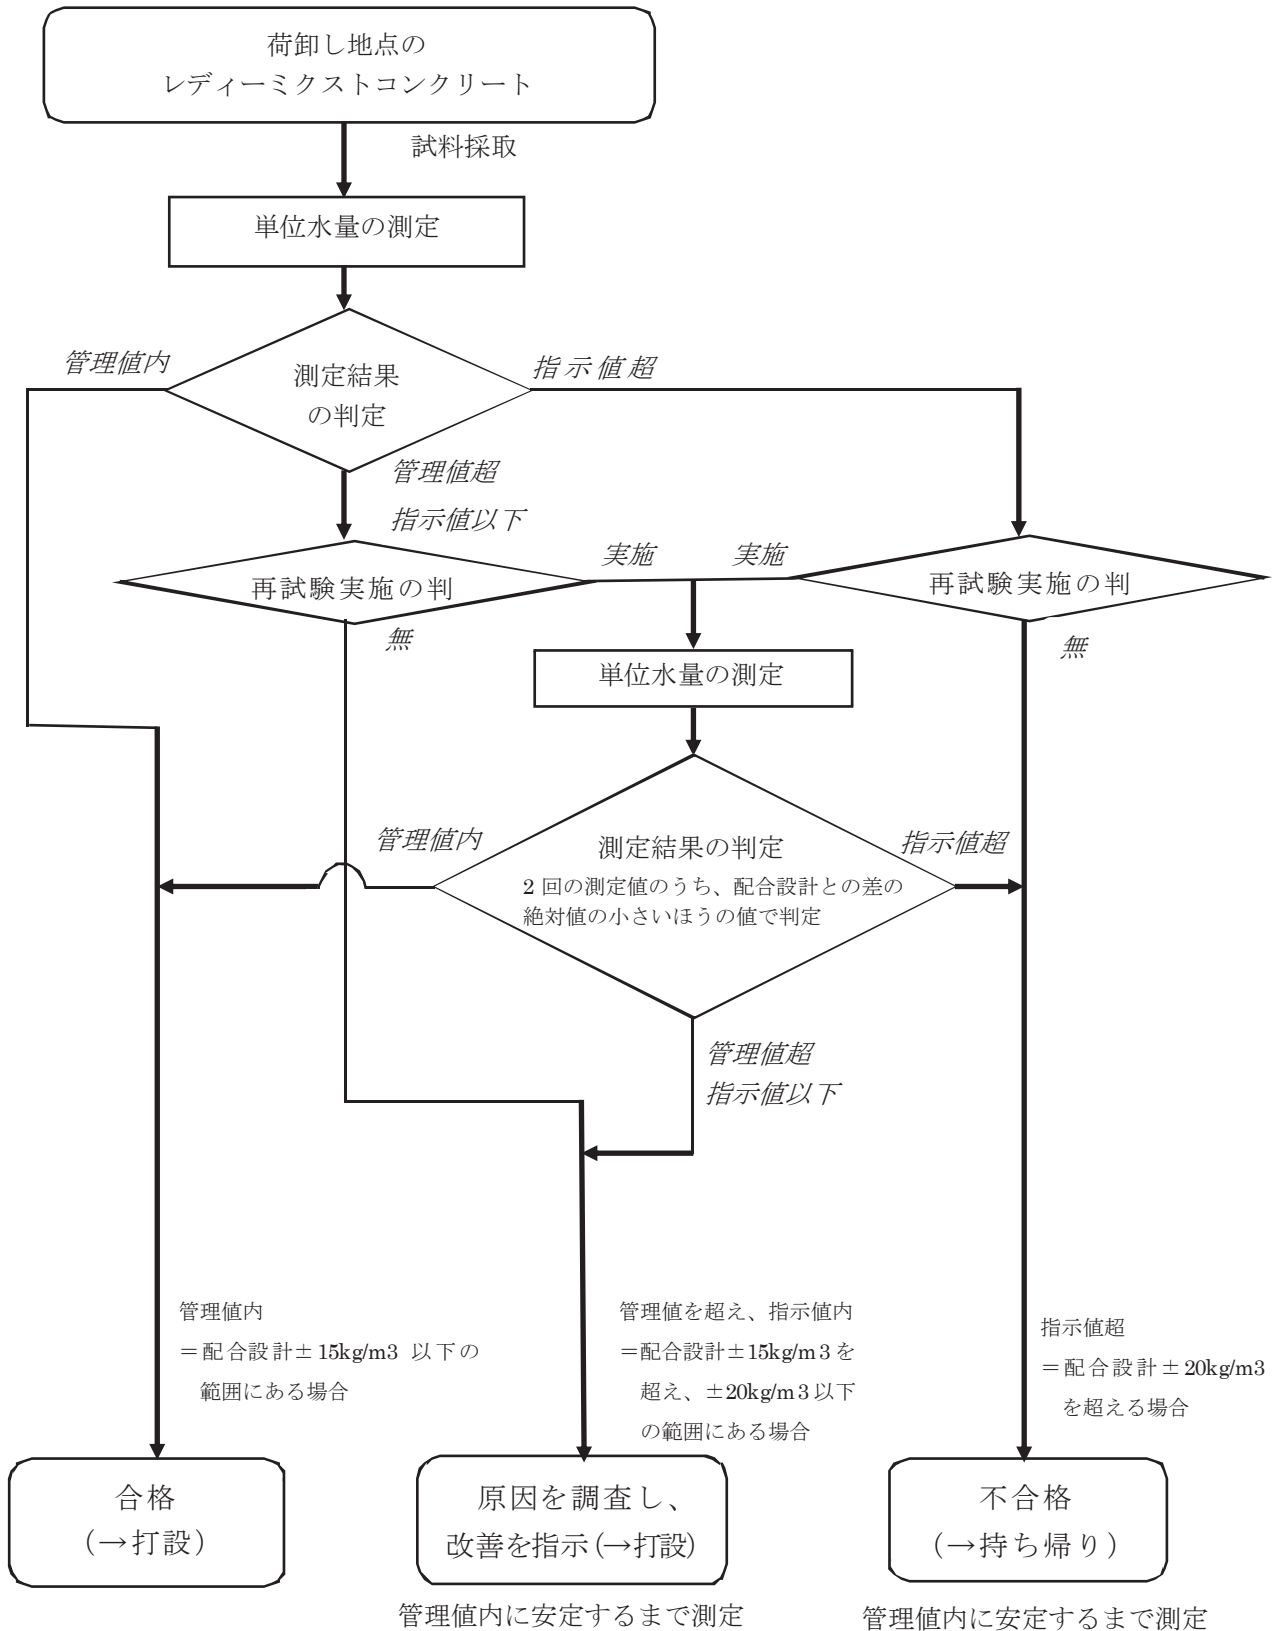 荷卸し地点の
レディーミクストコンクリート
試料採取
単位水量の測定
管理値内
測定結果
の判定
指示値超
管理値超
指示値以下
再試験実施の判
実施
実施
再試験実施の判
無
無
単位水量の測定
管理値内
測定結果の判定
2 回の測定値のうち、配合設計との差の
絶対値の小さいほうの値で判定
指示値超
管理値超
指示値以下
管理値内
=配合設計±15kg/m3 以下の
範囲にある場合
管理値を超え、指示値内
=配合設計±15kg/m3を
超え、±20kg/m3以下
の範囲にある場合
指示値超
=配合設計±20kg/m3
を超える場合
合格
(→打設)
原因を調査し、
改善を指示(→打設)
不合格
(→持ち帰り)
管理値内に安定するまで測定
管理値内に安定するまで測定